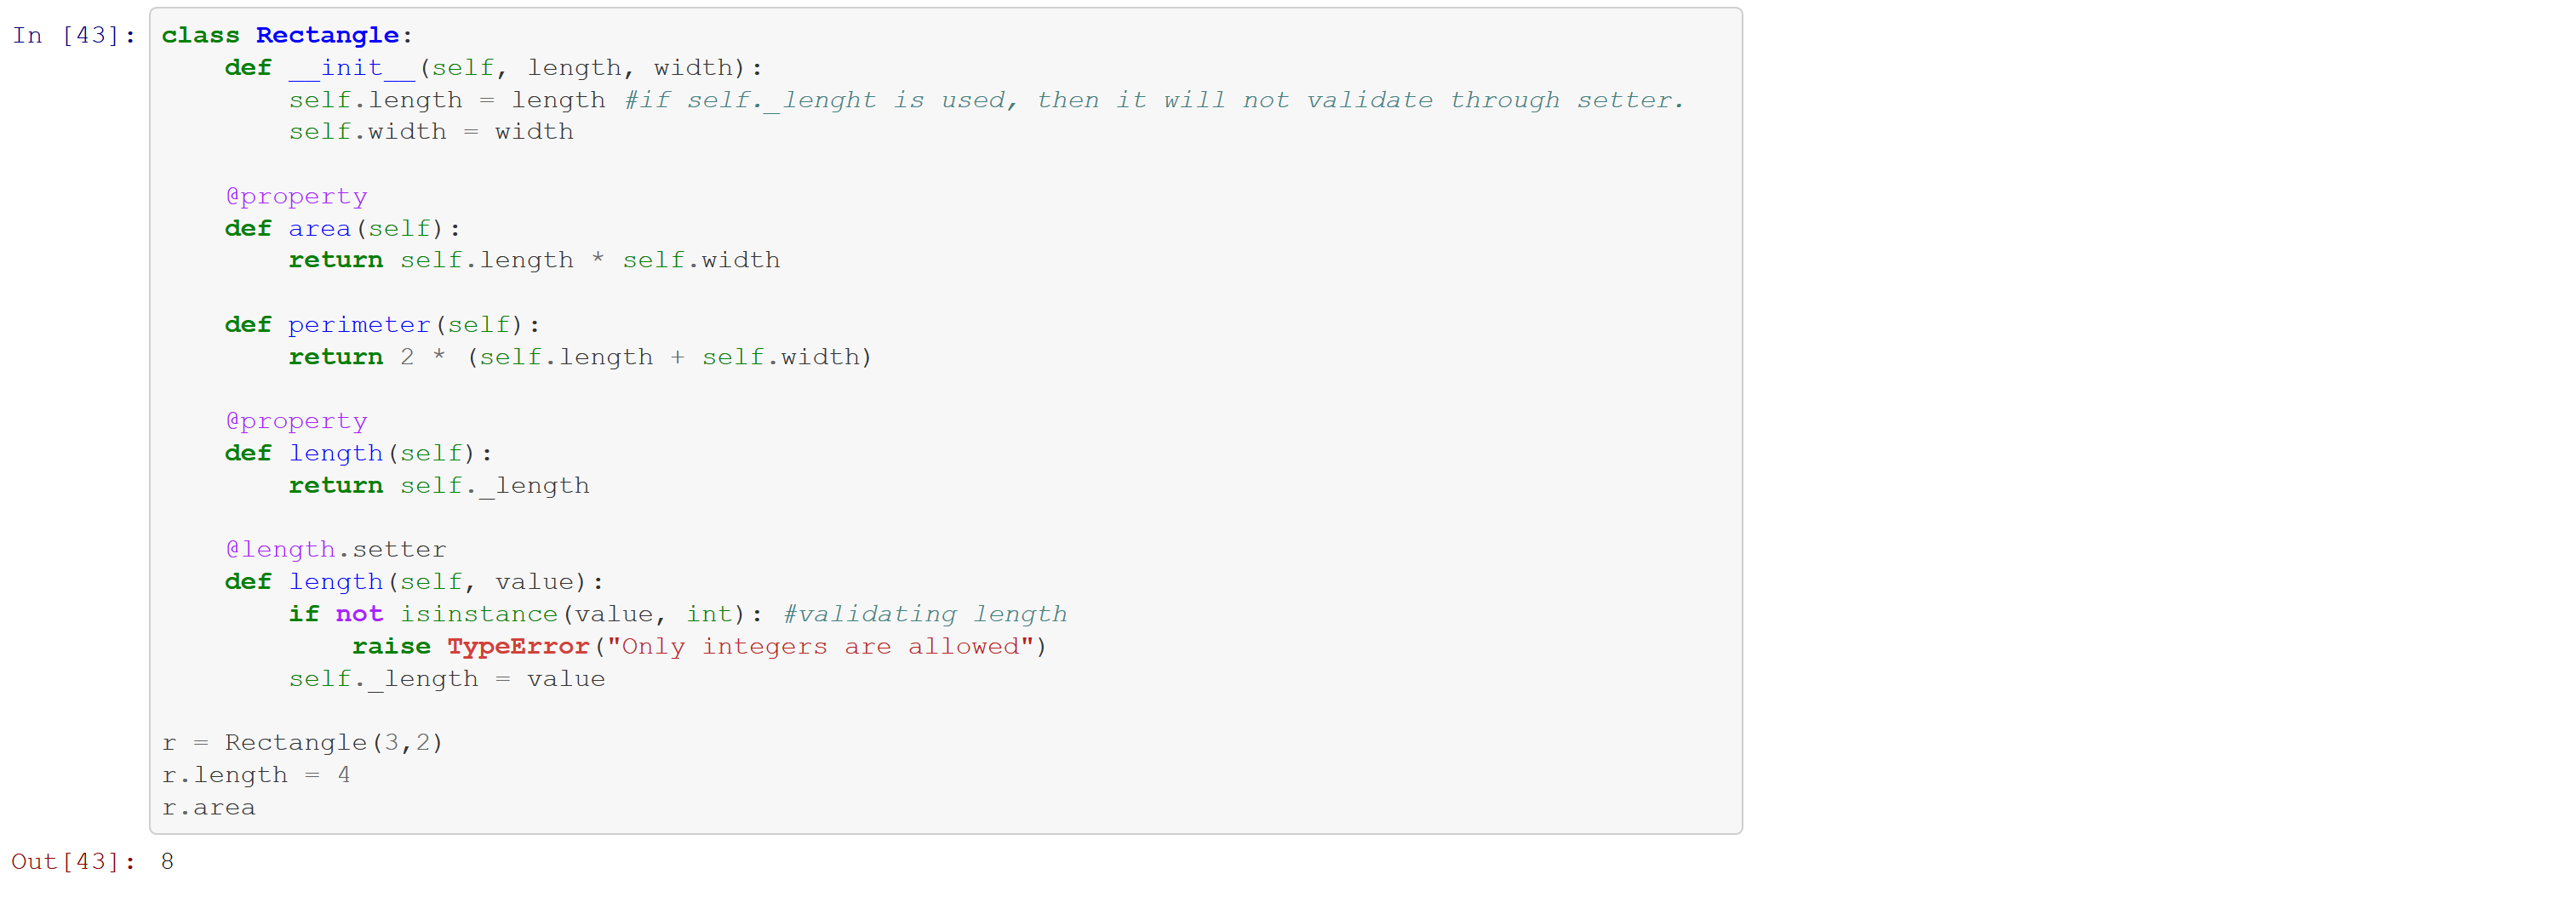 In [43]: class Rectangle:
    def __init__(self, length, width):
        self.length = length #if self._lenght is used, then it will not validate through setter.
        self.width = width
    @property
    def area(self):
        return self.length * self.width
    def perimeter(self):
        return 2 * (self.length + self.width)
    @property
    def length(self):
        return self._length
    @length.setter
    def length(self, value):
        if not isinstance(value, int): #validating length
            raise TypeError("Only integers are allowed")
        self._length = value
r = Rectangle(3,2)
r.length = 4
r.area
Out[43]: 8